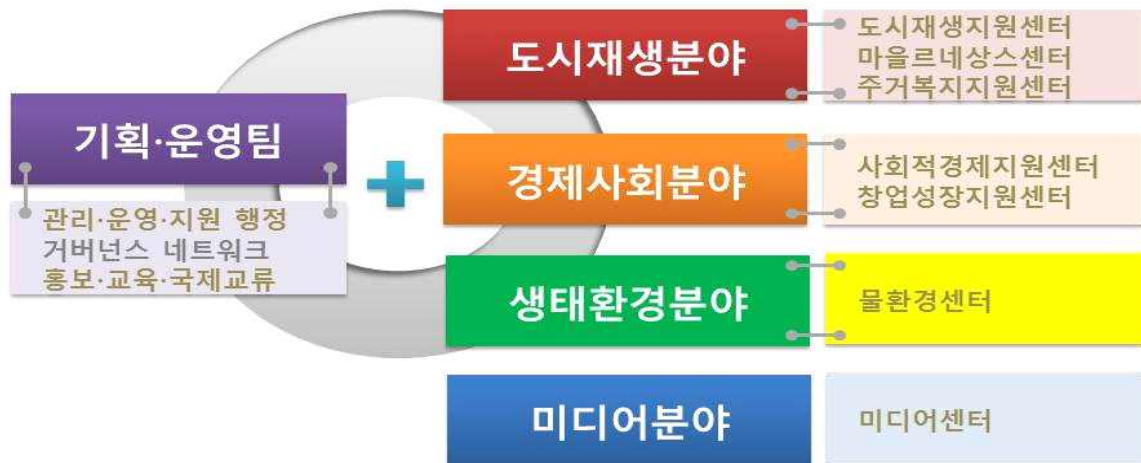 기획·운영팀
관리·운영·지원 행정
거버넌스 네트워크
홍보·교육·국제교류
도시재생분야
도시재생지원센터
마을르네상스센터
주거복지지원센터
경제사회분야
사회적경제지원센터
창업성장지원센터
생태환경분야
물환경센터
미디어분야
미디어센터